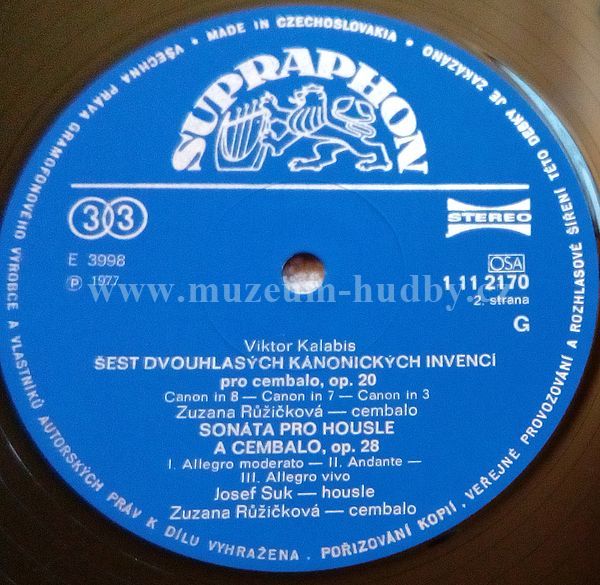 MADE IN CZECHOSLOVAKIA • VŠECHNA PRÁVA GRAMOFONOVÉHO VÝROBCE A VLASTNÍKŮ AUTORSKÝCH PRÁV K DÍLU VYHRAŽENA. POŘIZOVÁNÍ KOPIÍ, VEŘEJNÉ PROVOZOVÁNÍ A ROZHLASOVÉ ŠÍŘENÍ TÉTO DESKY JE ZAKÁZÁNO •
SUPRAPHON
33
STEREO
E 3998
OSA
Ⓟ 1977
1 11 2170
www.muzeum-hudby.cz
2. strana
G
Viktor Kalabis
ŠEST DVOUHLASÝCH KÁNONICKÝCH INVENCÍ
pro cembalo, op. 20
Canon in 8 — Canon in 7 — Canon in 3
Zuzana Růžičková — cembalo
SONÁTA PRO HOUSLE
A CEMBALO, op. 28
I. Allegro moderato — II. Andante —
III. Allegro vivo
Josef Suk — housle
Zuzana Růžičková — cembalo